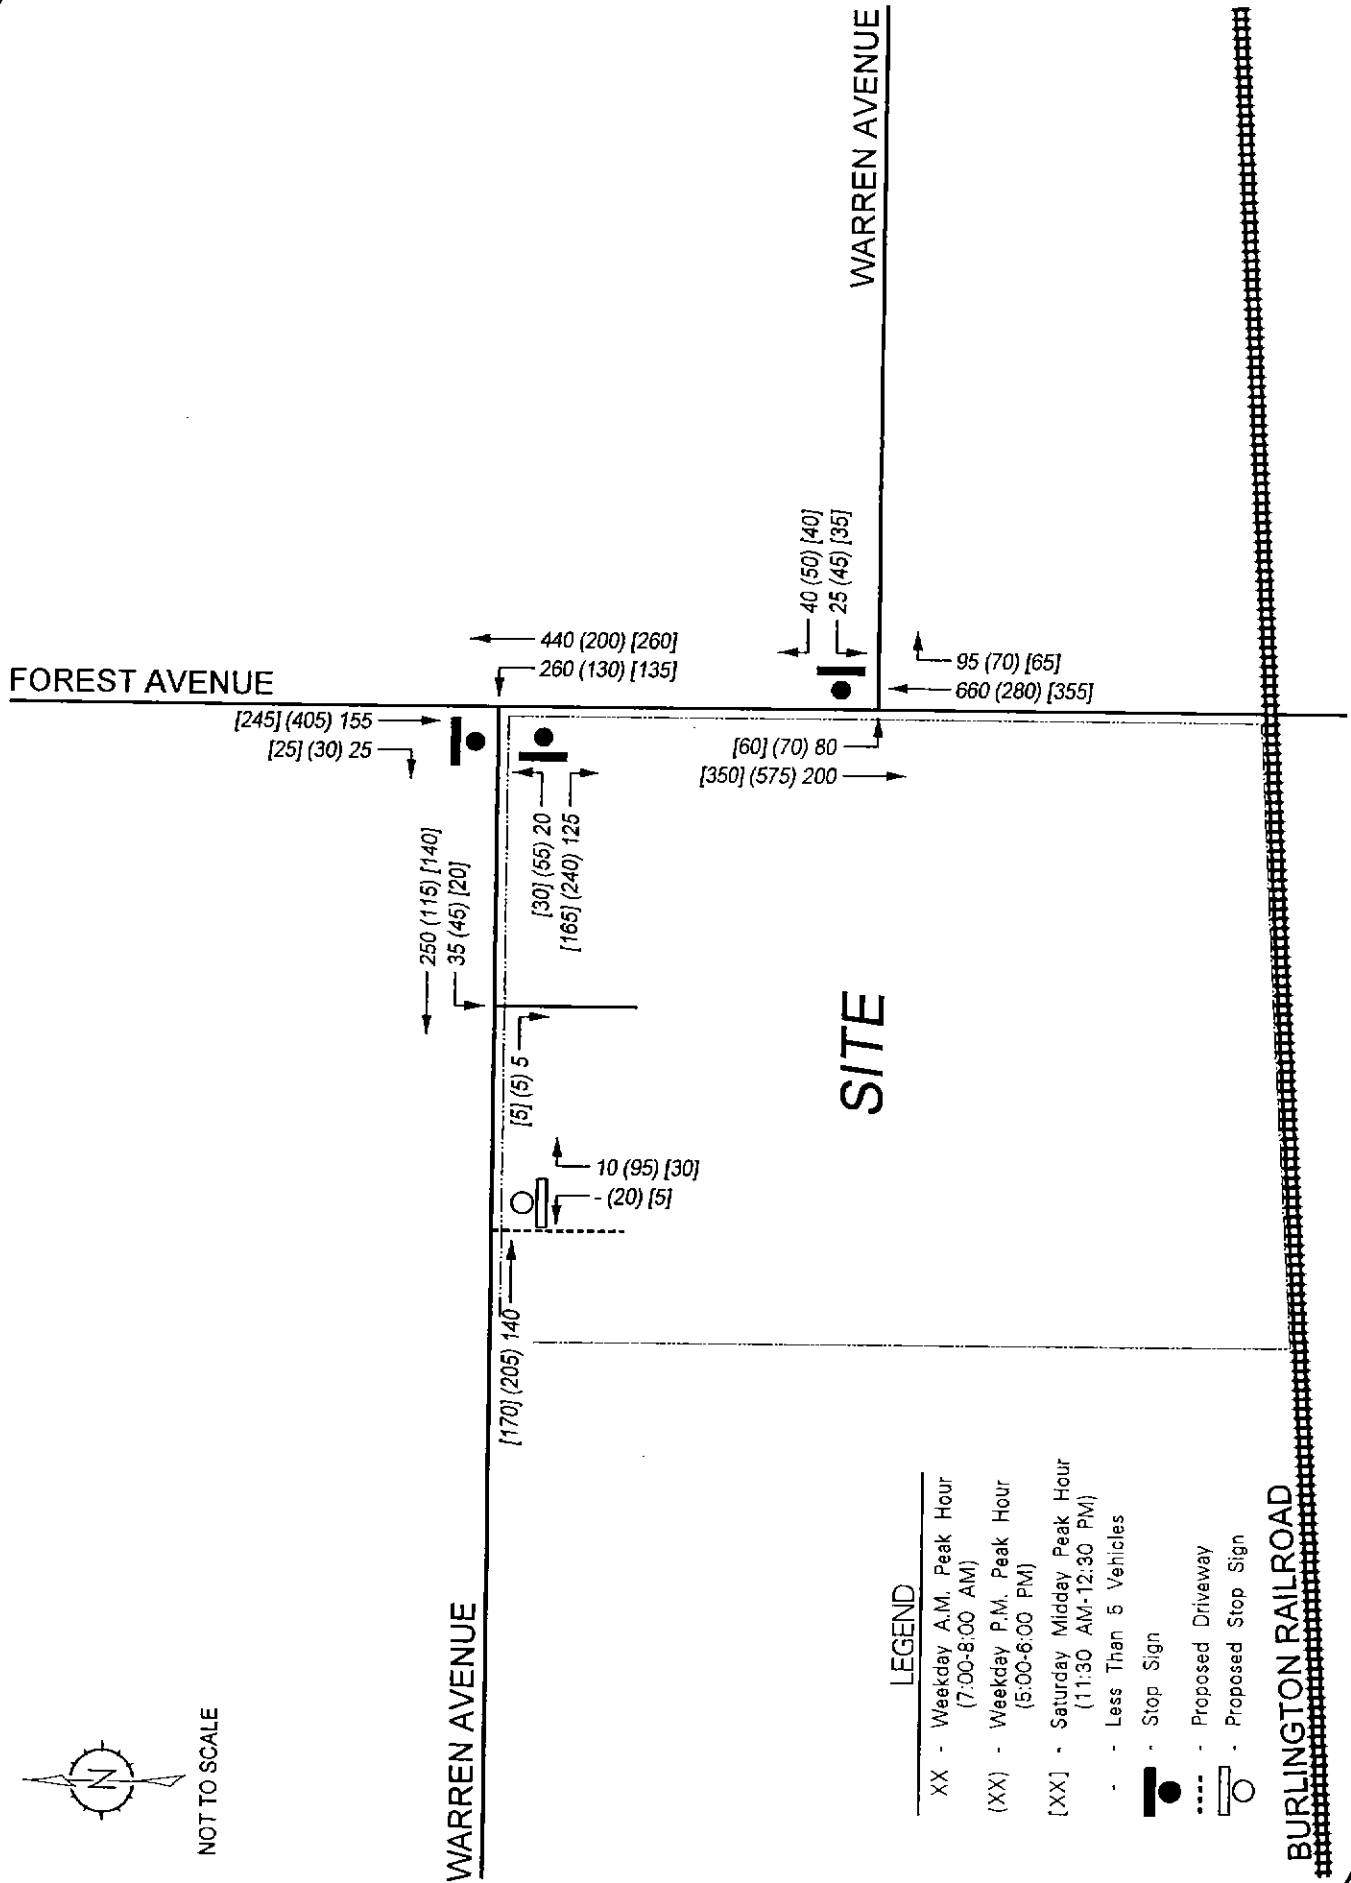 WARREN AVENUE
FOREST AVENUE
440 (200) [260]
260 (130) [135]
[245] (405) 155
[25] (30) 25
40 (50) [40]
25 (45) [35]
95 (70) [65]
660 (280) [355]
[60] (70) 80
[350] (575) 200
250 (115) [140]
35 (45) [20]
[30] (55) 20
[165] (240) 125
[5] (5) 5
10 (95) [30]
- (20) [5]
[170] (205) 140
SITE
WARREN AVENUE
N
NOT TO SCALE
LEGEND
XX - Weekday A.M. Peak Hour
(7:00-8:00 AM)
(XX) - Weekday P.M. Peak Hour
(5:00-6:00 PM)
[XX] - Saturday Midday Peak Hour
(11:30 AM-12:30 PM)
- - Less Than 5 Vehicles
- Stop Sign
- Proposed Driveway
- Proposed Stop Sign
BURLINGTON RAILROAD